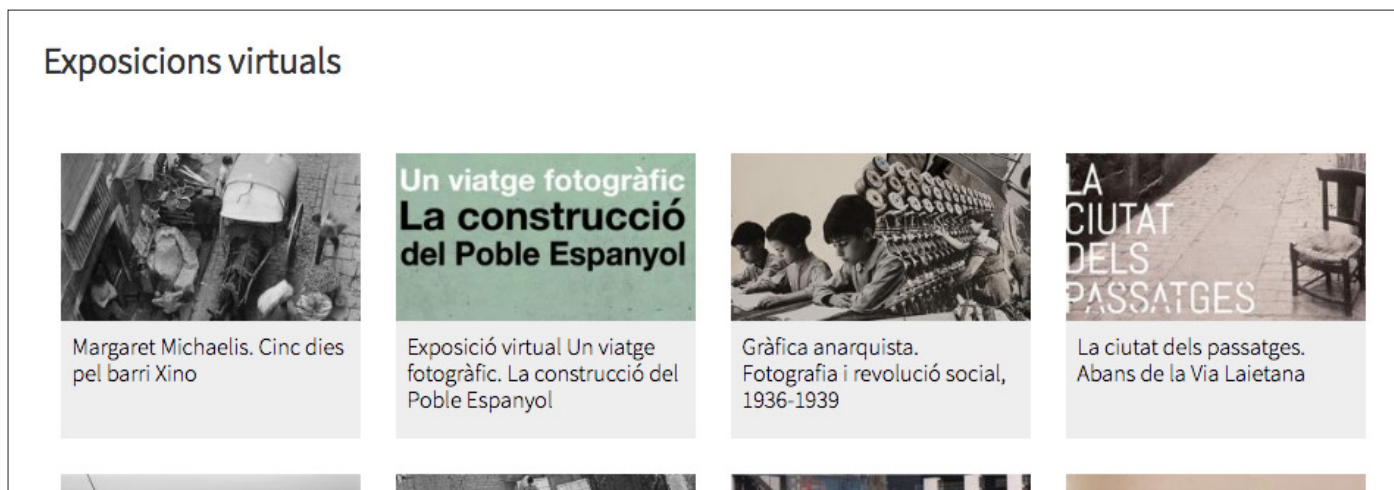 Exposicions virtuals
Un viatge fotogràfic
La construcció
del Poble Espanyol
LA
CIUTAT
DELS
PASSATGES
Margaret Michaelis. Cinc dies
pel barri Xino
Exposició virtual Un viatge
fotogràfic. La construcció del
Poble Espanyol
Gràfica anarquista.
Fotografia i revolució social,
1936-1939
La ciutat dels passatges.
Abans de la Via Laietana